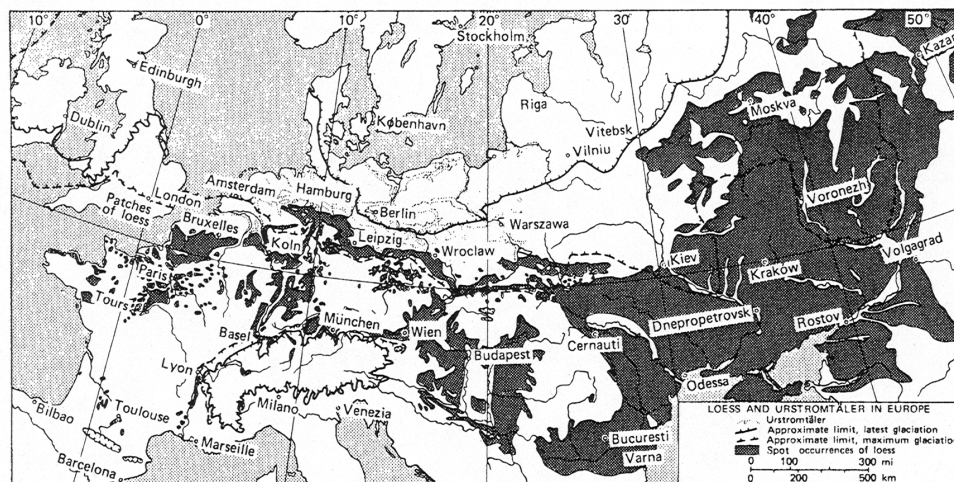 10° 0° 10° 20° 30° 40° 50°
Stockholm
Kazan
Edinburgh
Riga
Moskva
Dublin
København
Vitebsk
Vilniu
Voronezh
London
Amsterdam
Hamburg
Berlin
Patches
of loess
Bruxelles
Warszawa
Leipzig
Wroclaw
Koln
Volgagrad
Kiev
Kraków
Paris
Tours
Dnepropetrovsk
Rostov
Basel
München
Wien
Cernauti
Budapest
Lyon
Odessa
Bilbao
Toulouse
Milano
Venezia
Marseille
Bucuresti
Varna
Barcelona
LOESS AND URSTROMTÄLER IN EUROPE
Urstromtäler
Approximate limit, latest glaciation
Approximate limit, maximum glaciation
Spot occurrences of loess
0 100 300 mi
0 200 500 km